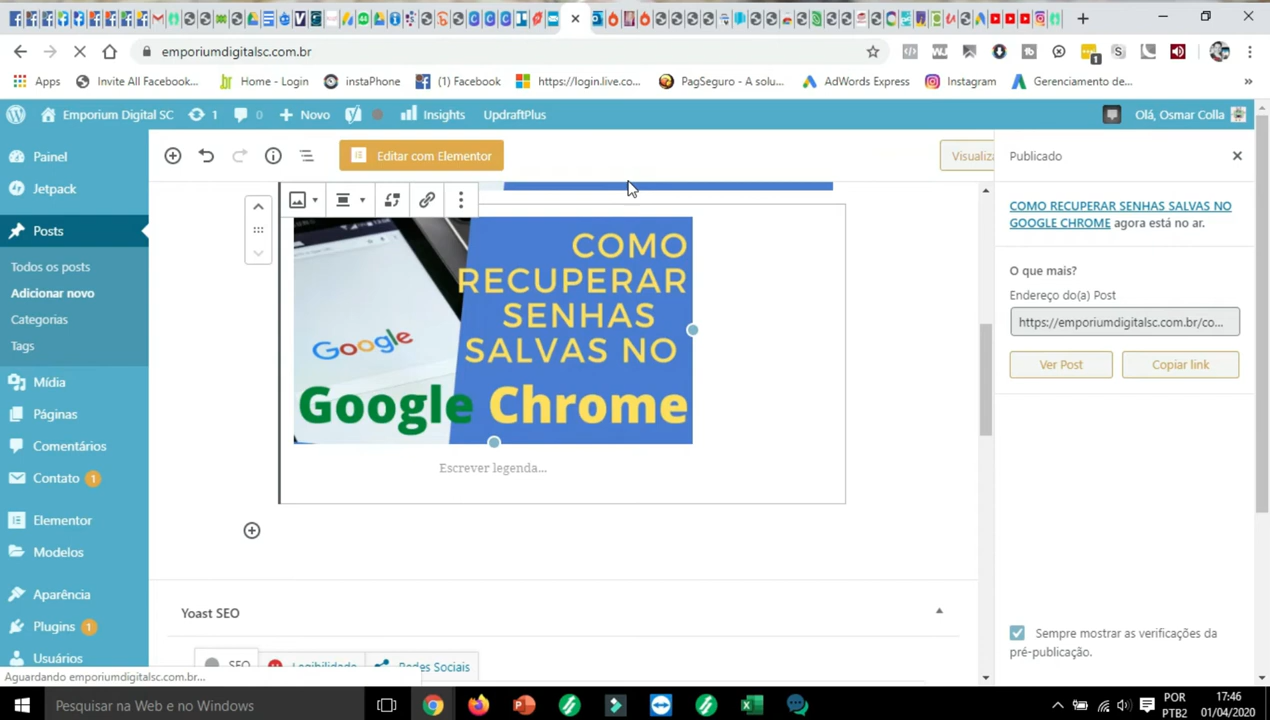 emporiumdigitalsc.com.br
Apps
Invite All Facebook...
Home - Login
instaPhone
(1) Facebook
https://login.live.co...
PagSeguro - A solu...
AdWords Express
Instagram
Gerenciamento de...
»
Emporium Digital SC
1
0
Novo
Insights
UpdraftPlus
Olá, Osmar Colla
Painel
Jetpack
Posts
Todos os posts
Adicionar novo
Categorias
Tags
Mídia
Páginas
Comentários
Contato 1
Elementor
Modelos
Aparência
Plugins 1
Usuários
Editar com Elementor
Visualiza
Publicado
COMO RECUPERAR SENHAS SALVAS NO
GOOGLE CHROME agora está no ar.
O que mais?
Endereço do(a) Post
https://emporiumdigitalsc.com.br/co...
Ver Post
Copiar link
COMO
RECUPERAR
SENHAS
SALVAS NO
Google
Google Chrome
Escrever legenda...
Yoast SEO
SEO
Legibilidade
Redes Sociais
Sempre mostrar as verificações da
pré-publicação.
Aguardando emporiumdigitalsc.com.br...
Pesquisar na Web e no Windows
POR
PTB2
17:46
01/04/2020